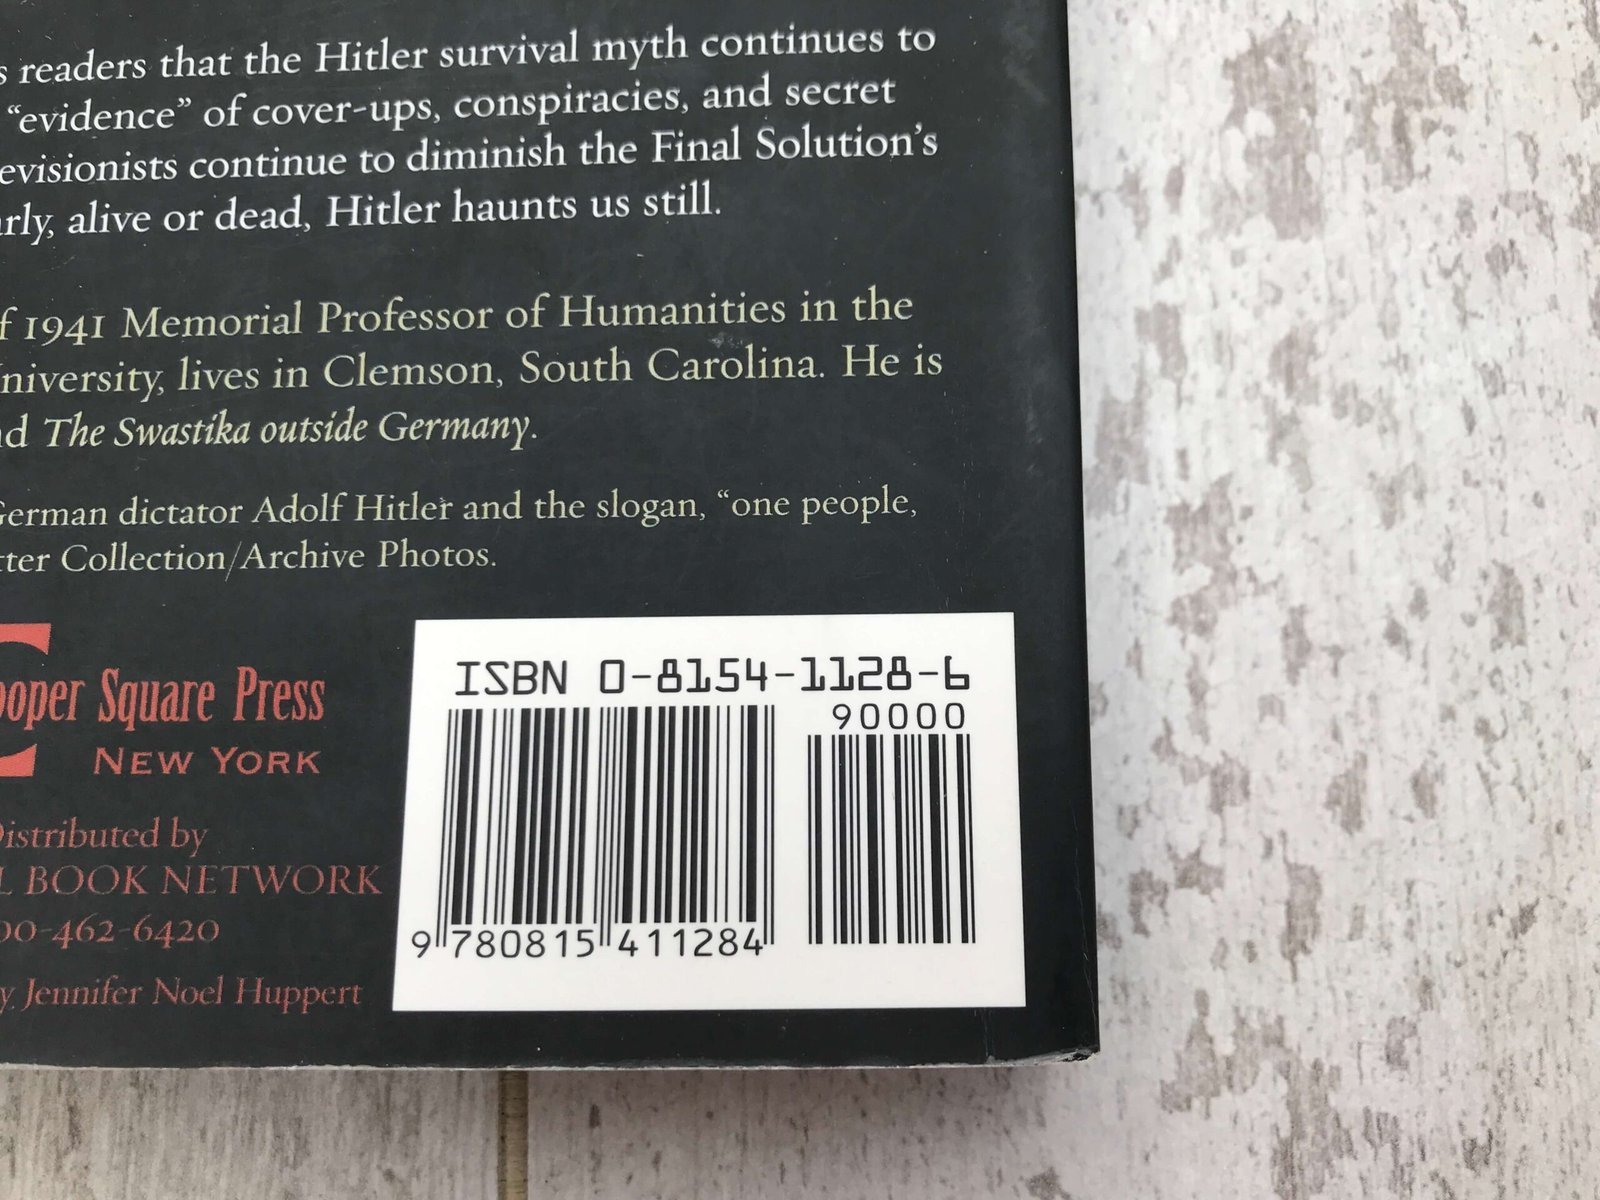 readers that the Hitler survival myth continues to
“evidence” of cover-ups, conspiracies, and secret
evisionists continue to diminish the Final Solution’s
rly, alive or dead, Hitler haunts us still.
f 1941 Memorial Professor of Humanities in the
niversity, lives in Clemson, South Carolina. He is
d The Swastika outside Germany.
German dictator Adolf Hitler and the slogan, “one people,
tter Collection/Archive Photos.
ooper Square Press
NEW YORK
Distributed by
L BOOK NETWORK
00-462-6420
y Jennifer Noel Huppert
ISBN 0-8154-1128-6
90000
9 780815 411284